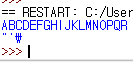 == RESTART: C:/User
ABCDEFGHIJKLMNOPQR
"'₩
>>>